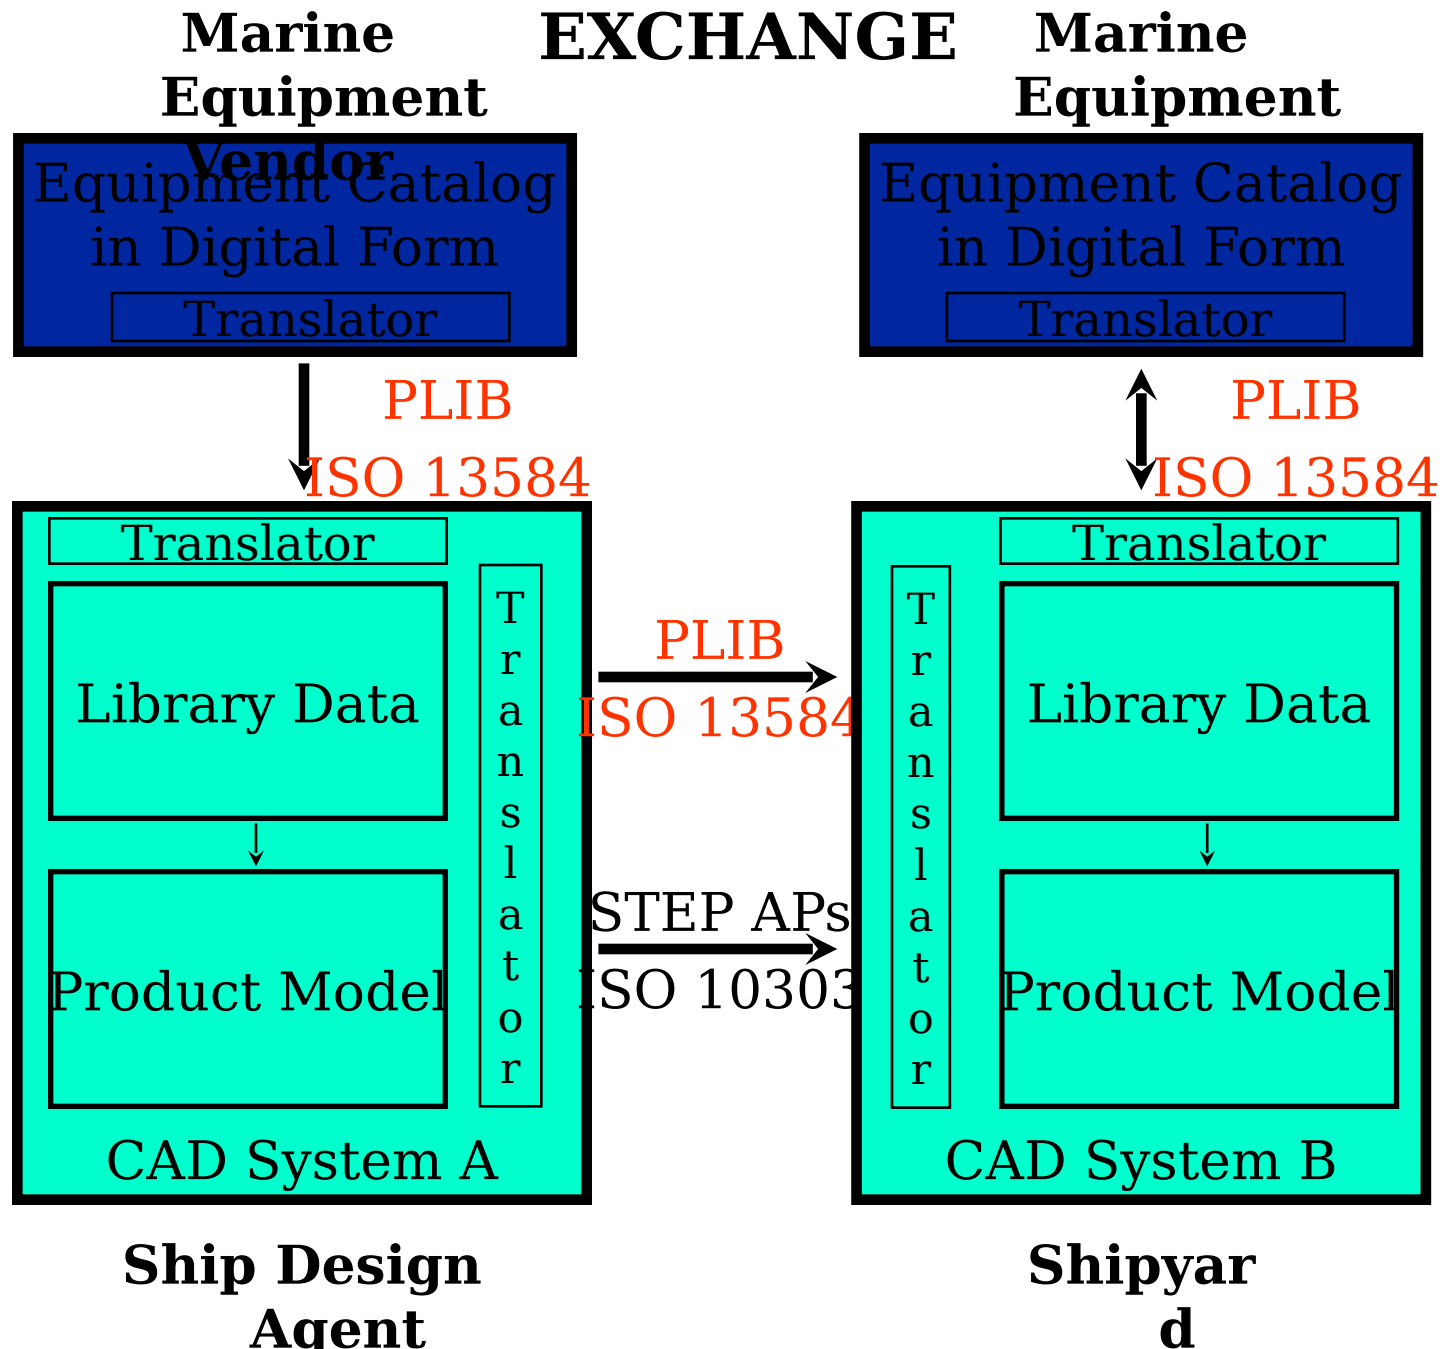 EXCHANGE
Marine
Equipment
Vendor
Equipment Catalog
in Digital Form
Translator
Marine
Equipment
Equipment Catalog
in Digital Form
Translator
PLIB
ISO 13584
PLIB
ISO 13584
Translator
Library Data
Product Model
Translator
CAD System A
PLIB
ISO 13584
STEP APs
ISO 10303
Translator
Translator
Library Data
Product Model
CAD System B
Ship Design
Agent
Shipyar
d